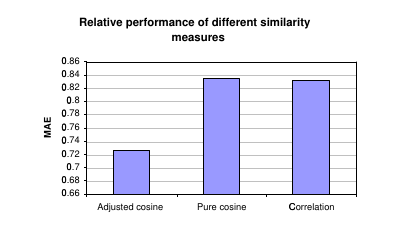 Relative performance of different similarity
measures
0.86
0.84
0.82
0.8
0.78
0.76
0.74
0.72
0.7
0.68
0.66
MAE
Adjusted cosine
Pure cosine
Correlation